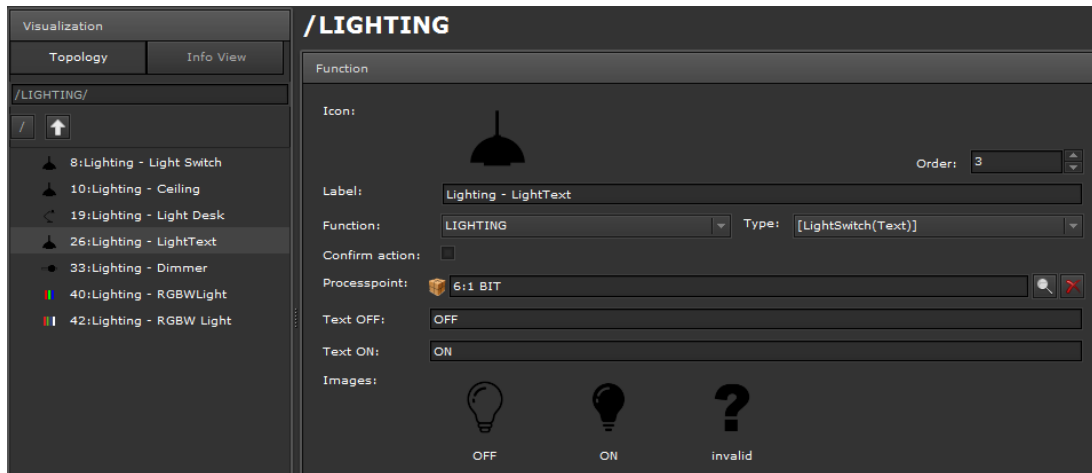 Visualization
Topology
Info View
/LIGHTING/
/
8:Lighting - Light Switch
10:Lighting - Ceiling
19:Lighting - Light Desk
26:Lighting - LightText
33:Lighting - Dimmer
40:Lighting - RGBWLight
42:Lighting - RGBW Light
/LIGHTING
Function
Icon:
Order: 3
Label: Lighting - LightText
Function: LIGHTING Type: [LightSwitch(Text)]
Confirm action:
Processpoint: 6:1 BIT
Text OFF: OFF
Text ON: ON
Images:
?
OFF ON invalid